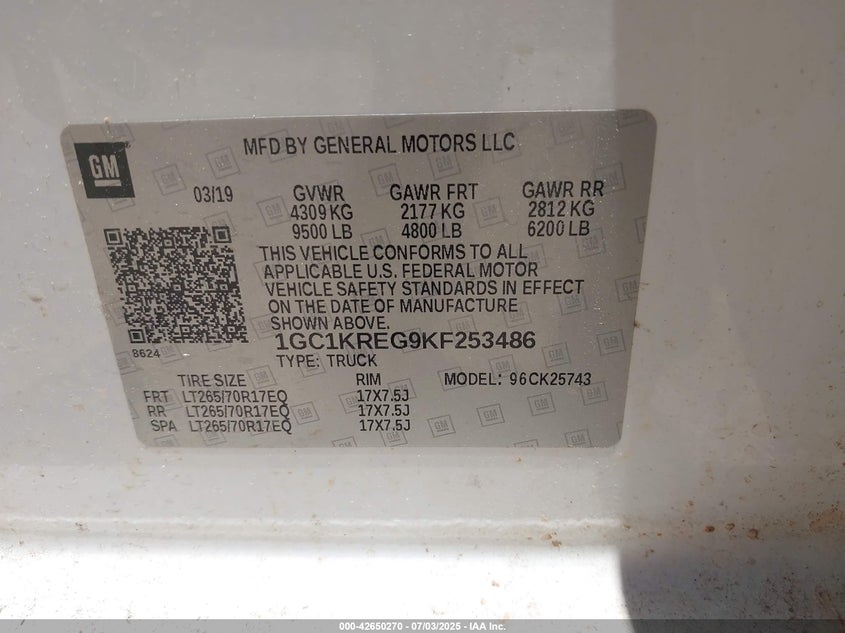 GM
MFD BY GENERAL MOTORS LLC
03/19 GVWR GAWR FRT GAWR RR
4309 KG 2177 KG 2812 KG
9500 LB 4800 LB 6200 LB
THIS VEHICLE CONFORMS TO ALL
APPLICABLE U.S. FEDERAL MOTOR
VEHICLE SAFETY STANDARDS IN EFFECT
ON THE DATE OF MANUFACTURE
SHOWN ABOVE.
8624
1GC1KREG9KF253486
TYPE: TRUCK
TIRE SIZE RIM MODEL: 96CK25743
FRT LT265/70R17EQ 17X7.5J
RR LT265/70R17EQ 17X7.5J
SPA LT265/70R17EQ 17X7.5J
000-42650270 - 07/03/2025 - IAA Inc.